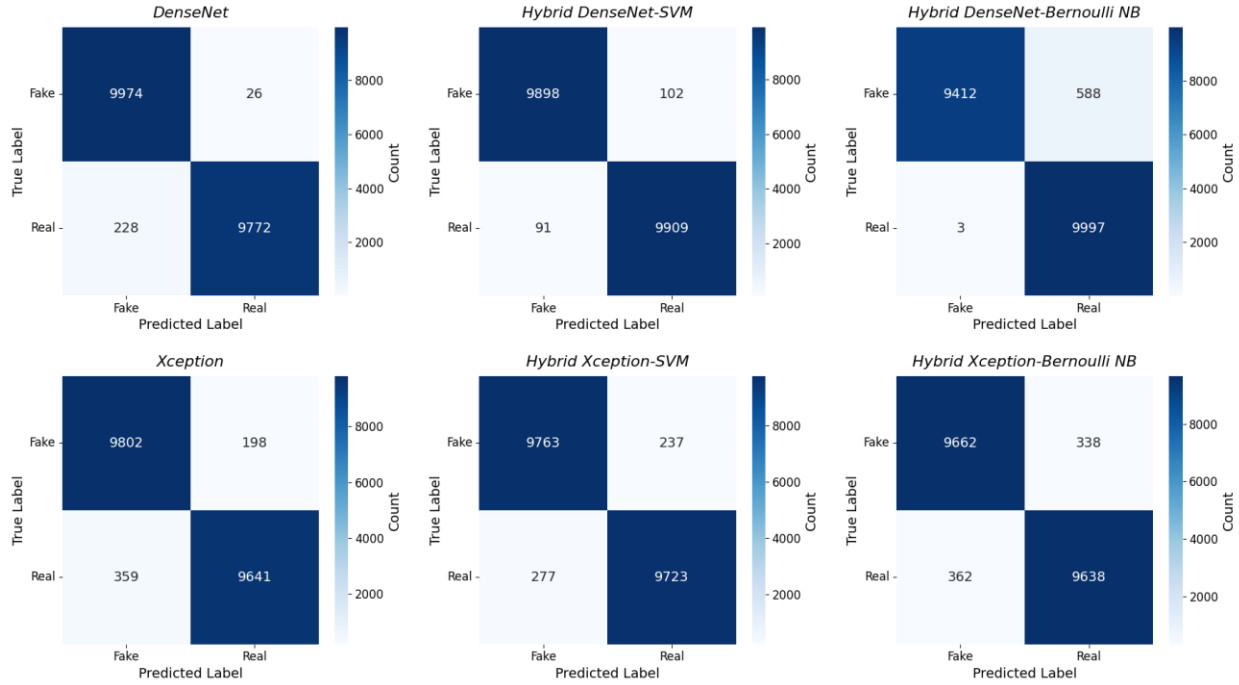 DenseNet
Fake
9974
26
Real
228
9772
Fake
Real
True Label
Predicted Label
8000
6000
4000
2000
Count
Hybrid DenseNet-SVM
Fake
9898
102
Real
91
9909
Fake
Real
True Label
Predicted Label
8000
6000
4000
2000
Count
Hybrid DenseNet-Bernoulli NB
Fake
9412
588
Real
3
9997
Fake
Real
True Label
Predicted Label
8000
6000
4000
2000
Count
Xception
Fake
9802
198
Real
359
9641
Fake
Real
True Label
Predicted Label
8000
6000
4000
2000
Count
Hybrid Xception-SVM
Fake
9763
237
Real
277
9723
Fake
Real
True Label
Predicted Label
8000
6000
4000
2000
Count
Hybrid Xception-Bernoulli NB
Fake
9662
338
Real
362
9638
Fake
Real
True Label
Predicted Label
8000
6000
4000
2000
Count